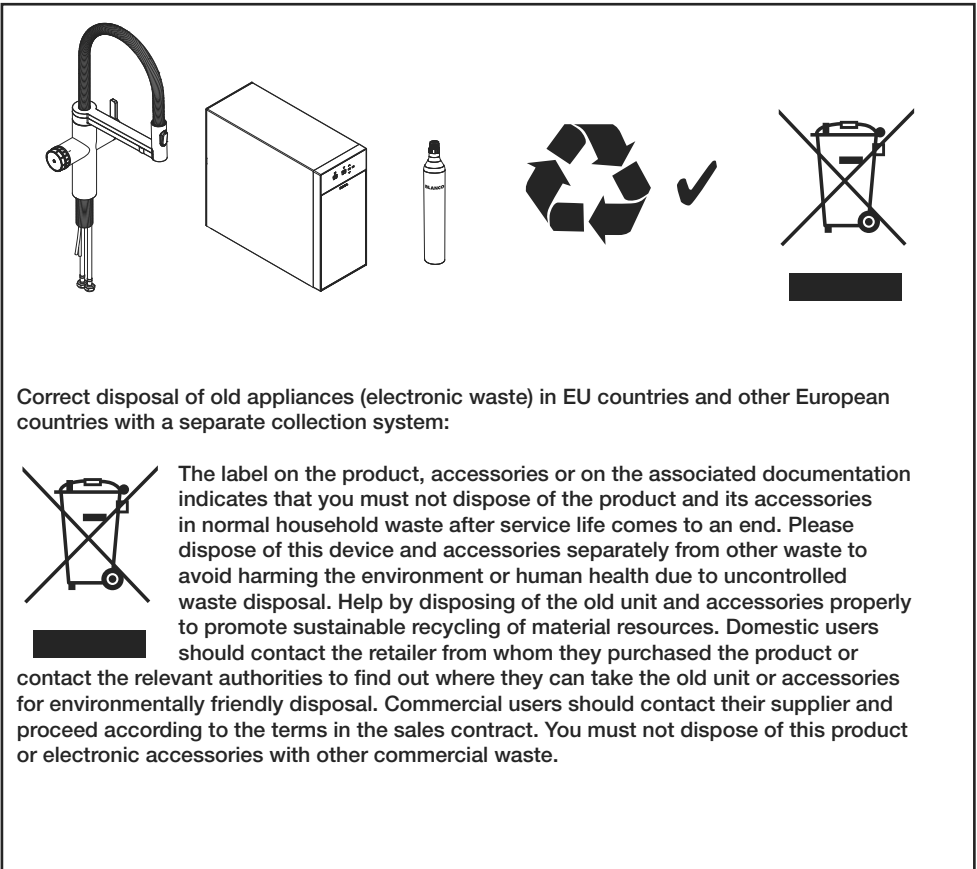 BLANCO
Correct disposal of old appliances (electronic waste) in EU countries and other European
countries with a separate collection system:
The label on the product, accessories or on the associated documentation
indicates that you must not dispose of the product and its accessories
in normal household waste after service life comes to an end. Please
dispose of this device and accessories separately from other waste to
avoid harming the environment or human health due to uncontrolled
waste disposal. Help by disposing of the old unit and accessories properly
to promote sustainable recycling of material resources. Domestic users
should contact the retailer from whom they purchased the product or
contact the relevant authorities to find out where they can take the old unit or accessories
for environmentally friendly disposal. Commercial users should contact their supplier and
proceed according to the terms in the sales contract. You must not dispose of this product
or electronic accessories with other commercial waste.